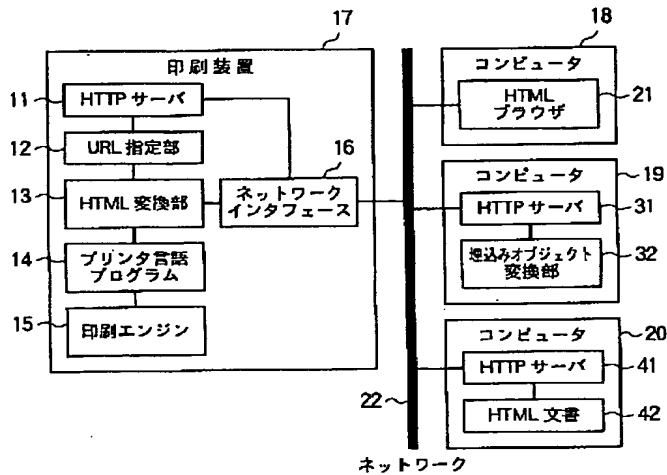 17
印刷装置
11
HTTP サーバ
12
URL 指定部
13
HTML 変換部
14
プリンタ言語
プログラム
15
印刷エンジン
16
ネットワーク
インタフェース
18
コンピュータ
HTML
ブラウザ
21
コンピュータ
19
HTTP サーバ
31
埋込みオブジェクト
変換部
32
コンピュータ
20
HTTP サーバ
41
HTML 文書
42
22
ネットワーク